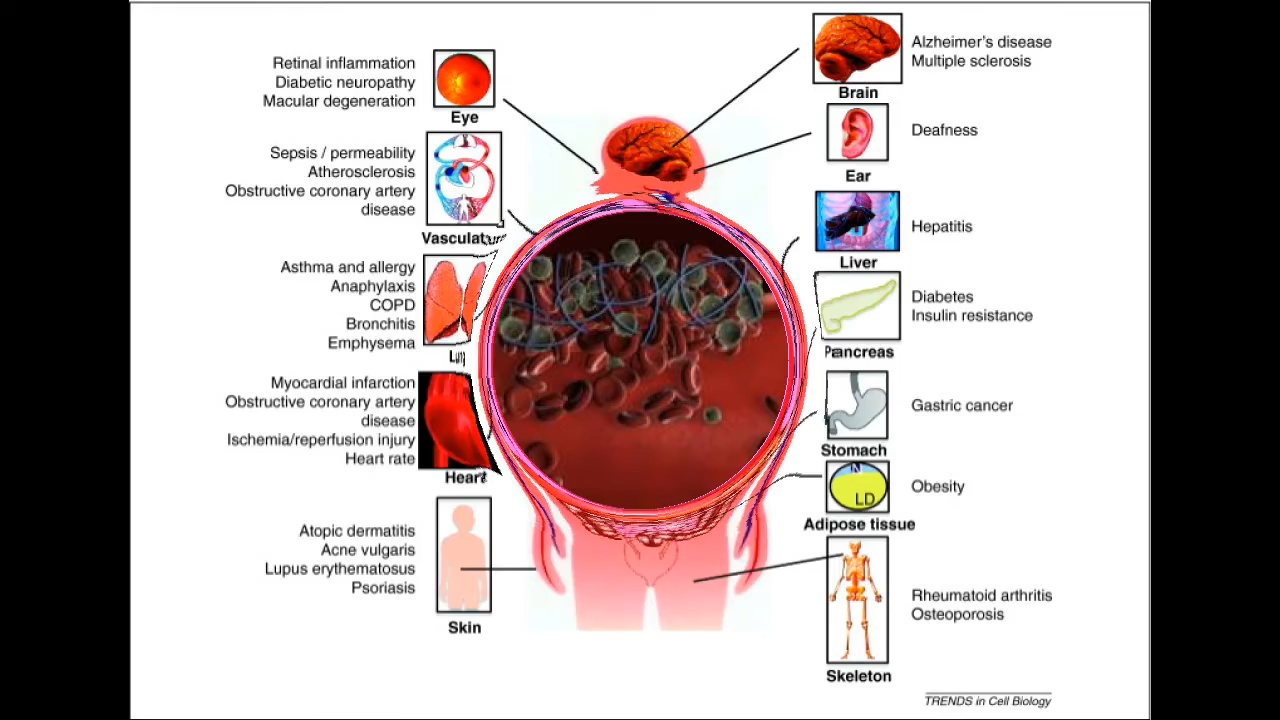 Retinal inflammation
Diabetic neuropathy
Macular degeneration
Eye
Sepsis / permeability
Atherosclerosis
Obstructive coronary artery
disease
Asthma and allergy
Anaphylaxis
COPD
Bronchitis
Emphysema
Myocardial infarction
Obstructive coronary artery
disease
Ischemia/reperfusion injury
Heart rate
Heart
Atopic dermatitis
Acne vulgaris
Lupus erythematosus
Psoriasis
Skin
Alzheimer's disease
Multiple sclerosis
Brain
Deafness
Ear
Hepatitis
Liver
Diabetes
Insulin resistance
Pancreas
Gastric cancer
Stomach
N
LD
Obesity
Adipose tissue
Rheumatoid arthritis
Osteoporosis
Skeleton
TRENDS in Cell Biology